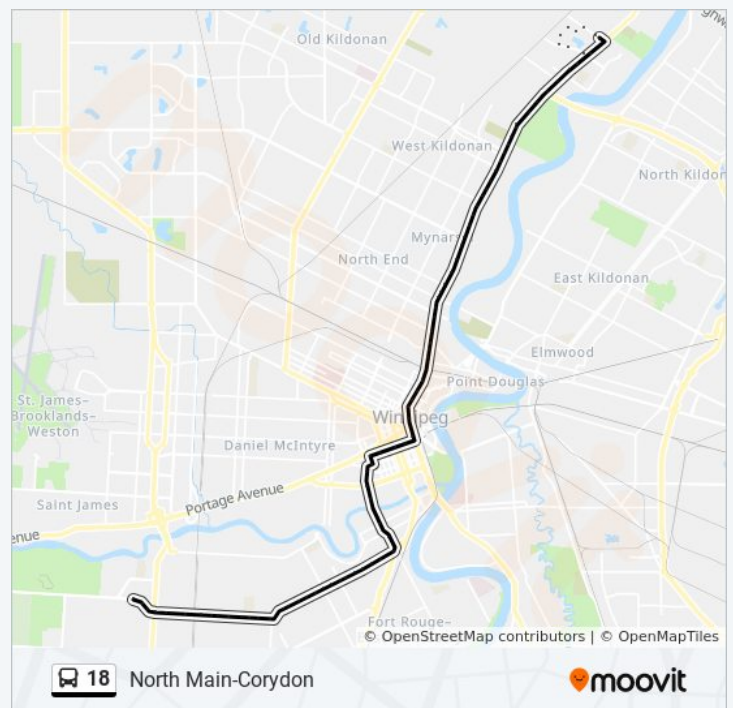 Old Kildonan
West Kildonan
North Kildon
Mynar
North End
East Kildonan
Elmwood
Point Douglas
St. James–
Brooklands–
Weston
Winnipeg
Daniel McIntyre
Saint James
Portage Avenue
enue
Fort Rouge–
© OpenStreetMap contributors | © OpenMapTiles
18 North Main-Corydon
moovit